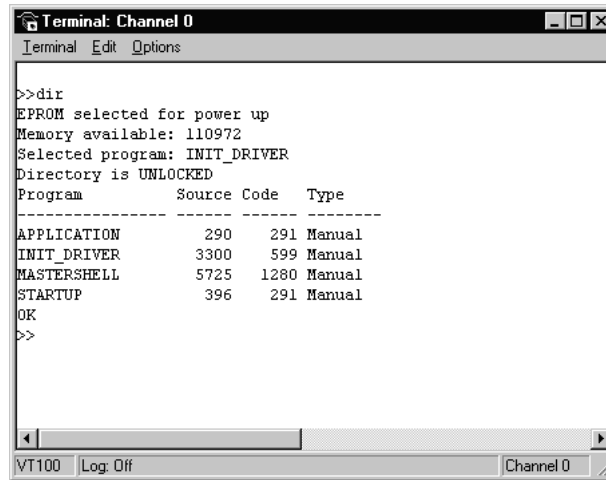 Terminal: Channel 0
Terminal Edit Options
>>dir
EPROM selected for power up
Memory available: 110972
Selected program: INIT_DRIVER
Directory is UNLOCKED
Program Source Code Type
---------------- ------ ------ --------
APPLICATION 290 291 Manual
INIT_DRIVER 3300 599 Manual
MASTERSHELL 5725 1280 Manual
STARTUP 396 291 Manual
OK
>>
VT100 Log: Off Channel 0